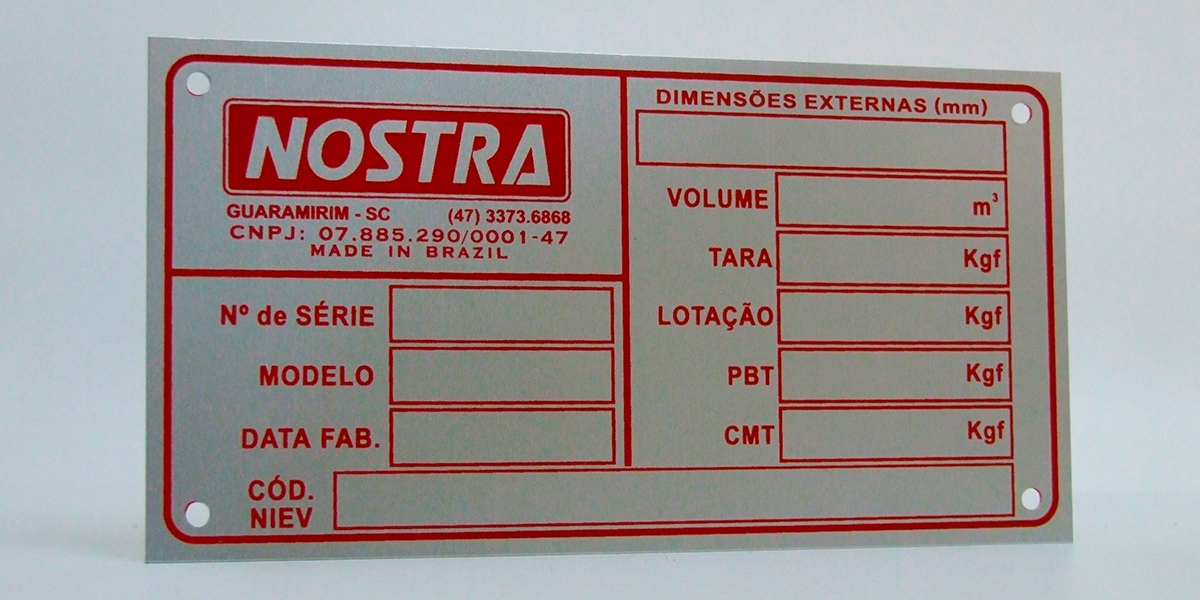 NOSTRA
GUARAMIRIM - SC (47) 3373.6868
CNPJ: 07.885.290/0001-47
MADE IN BRAZIL
Nº de SÉRIE
MODELO
DATA FAB.
CÓD.
NIEV
DIMENSÕES EXTERNAS (mm)
VOLUME m³
TARA Kgf
LOTAÇÃO Kgf
PBT Kgf
CMT Kgf